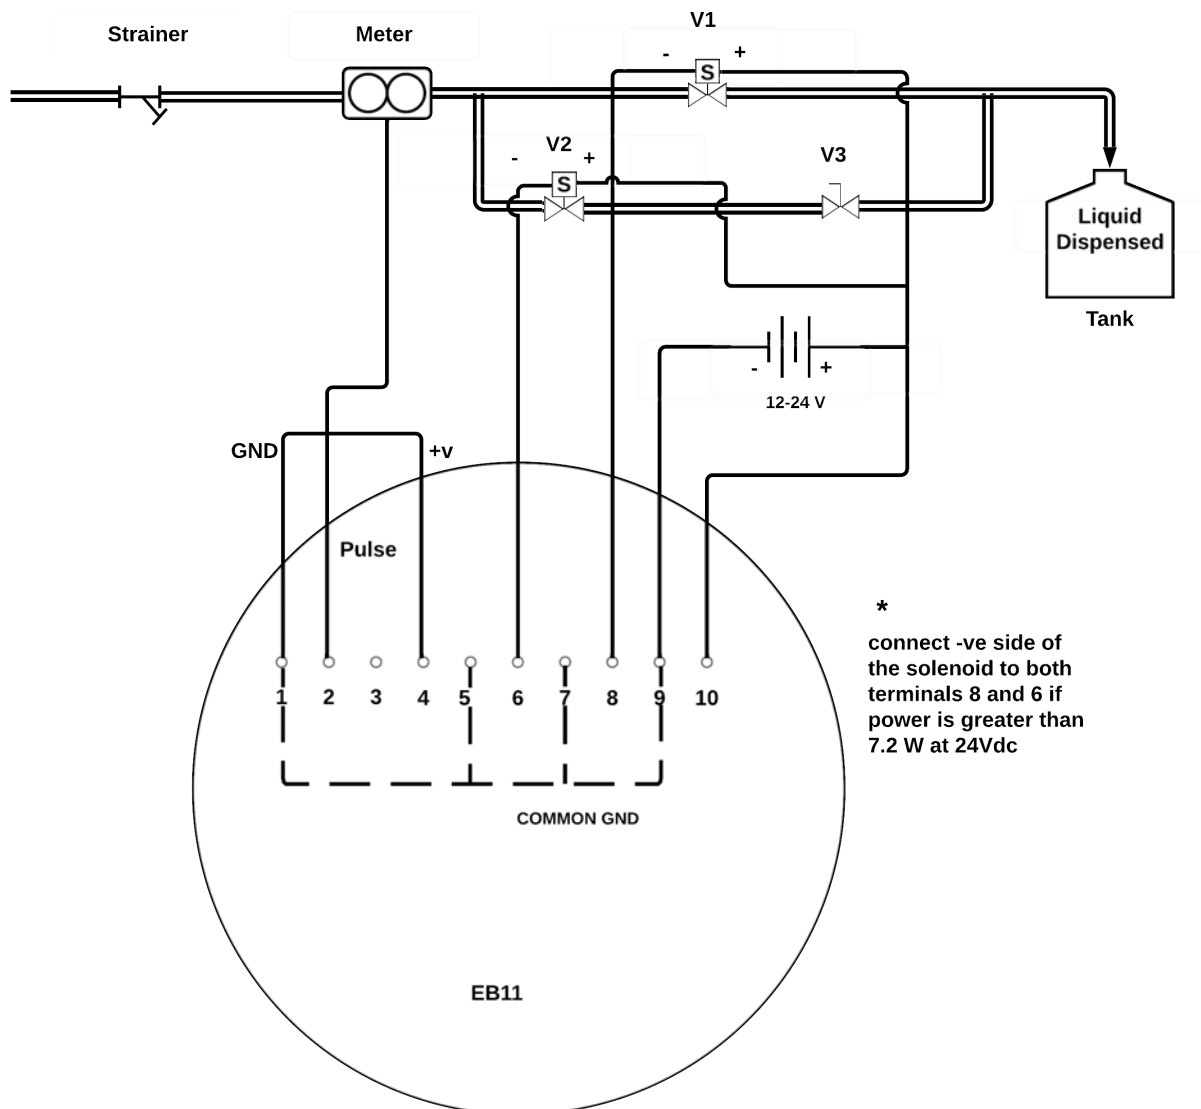 V1
Strainer
Meter
- +
S
V2
- +
V3
S
Liquid
Dispensed
Tank
- +
12-24 V
GND
+v
Pulse
*
connect -ve side of
the solenoid to both
terminals 8 and 6 if
power is greater than
7.2 W at 24Vdc
1 2 3 4 5 6 7 8 9 10
COMMON GND
EB11